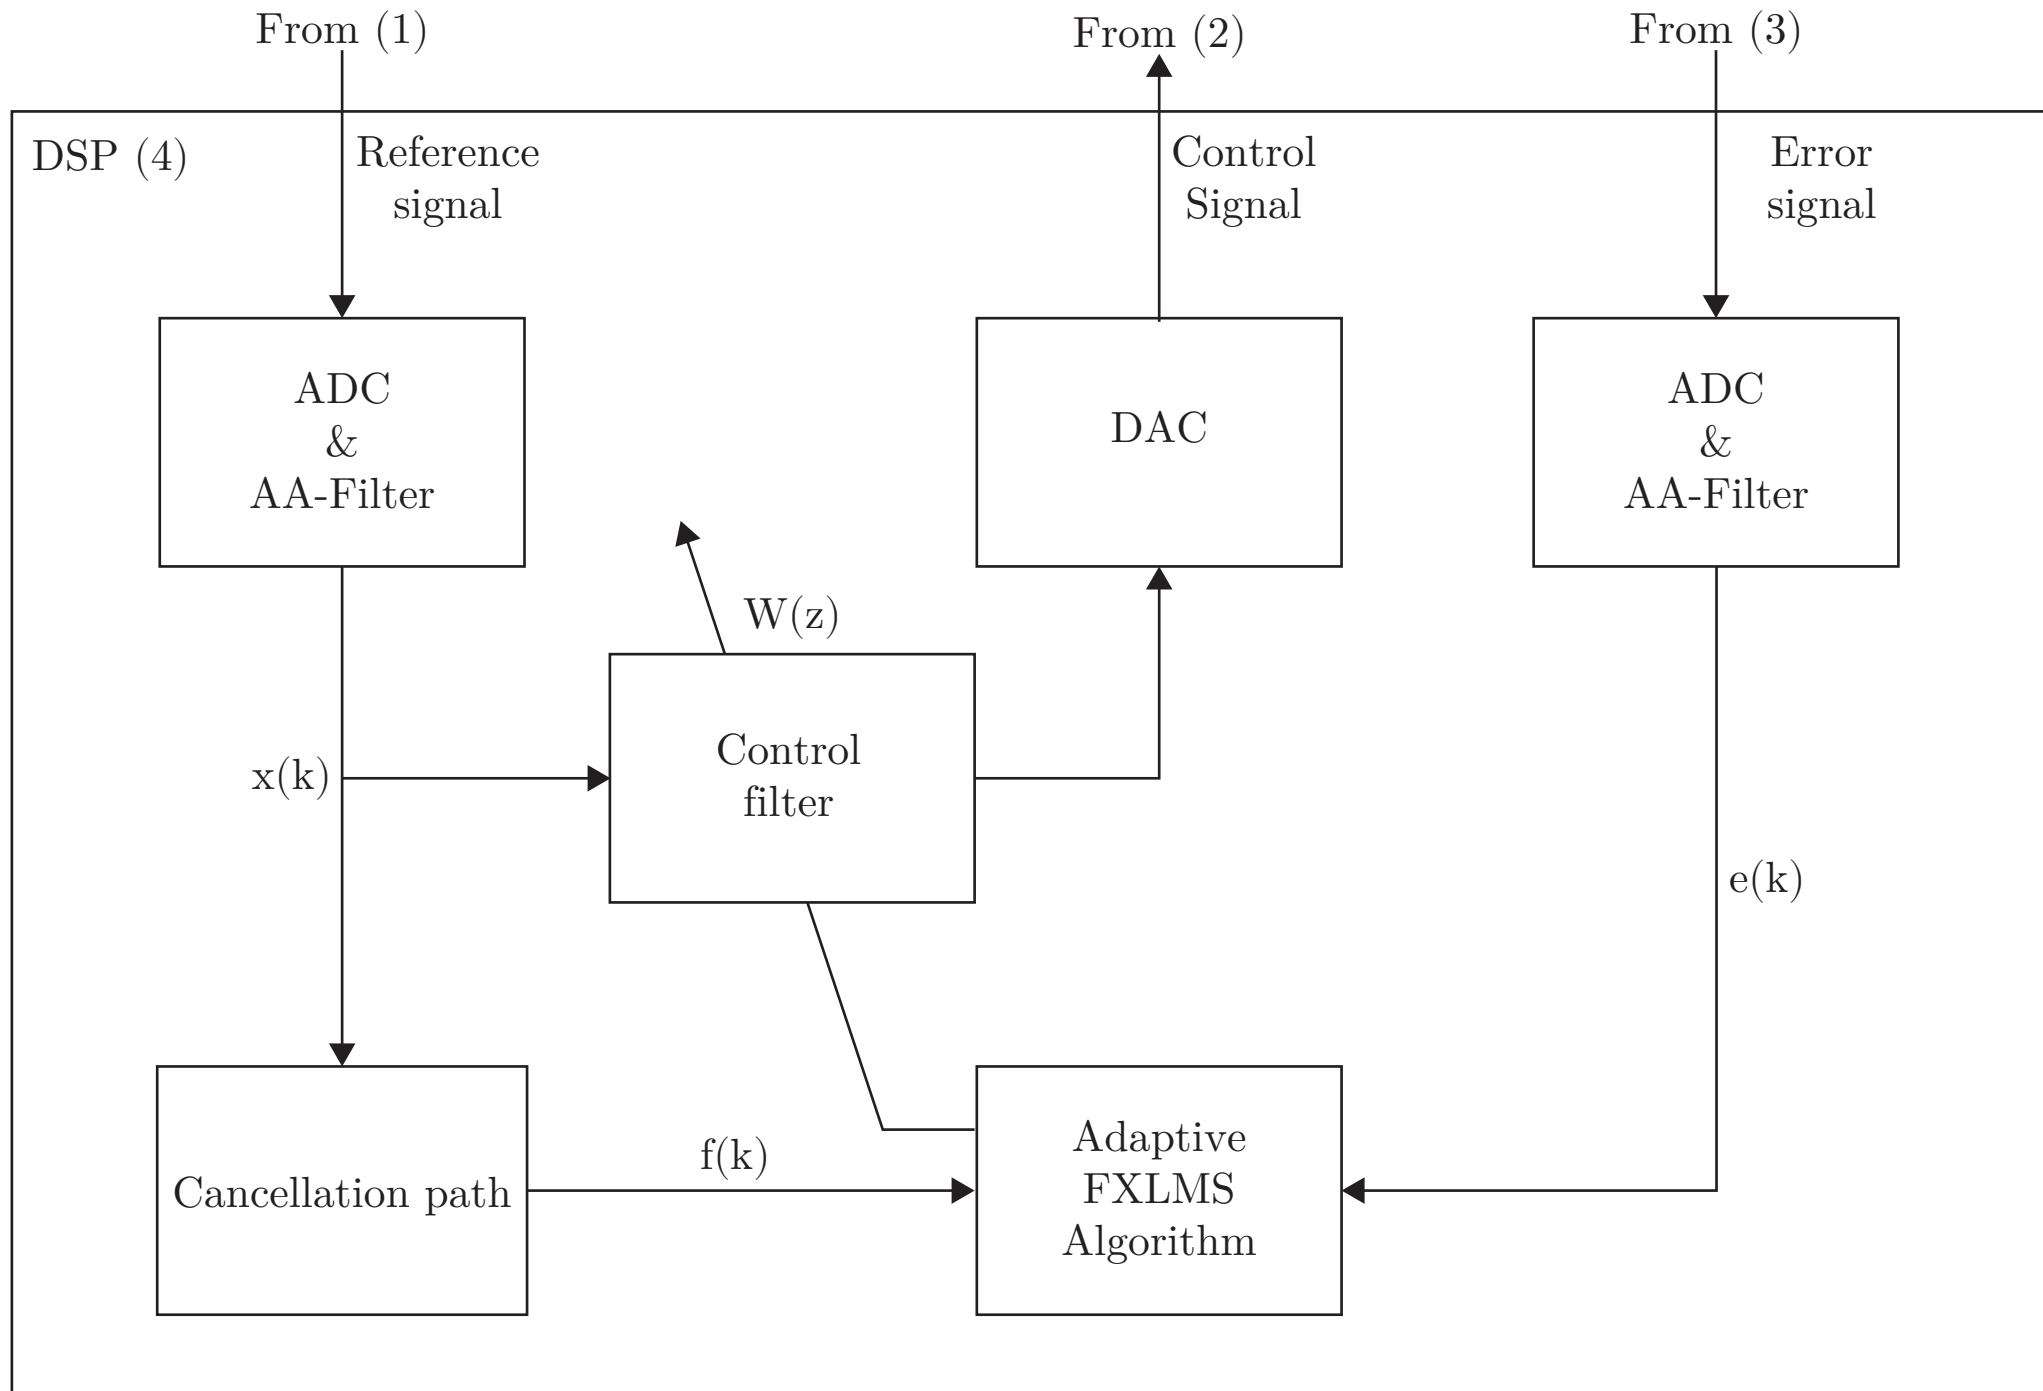 From (1)
From (2)
From (3)
DSP (4)
Reference
signal
Control
Signal
Error
signal
ADC
&
AA-Filter
DAC
ADC
&
AA-Filter
W(z)
x(k)
Control
filter
e(k)
Cancellation path
f(k)
Adaptive
FXLMS
Algorithm